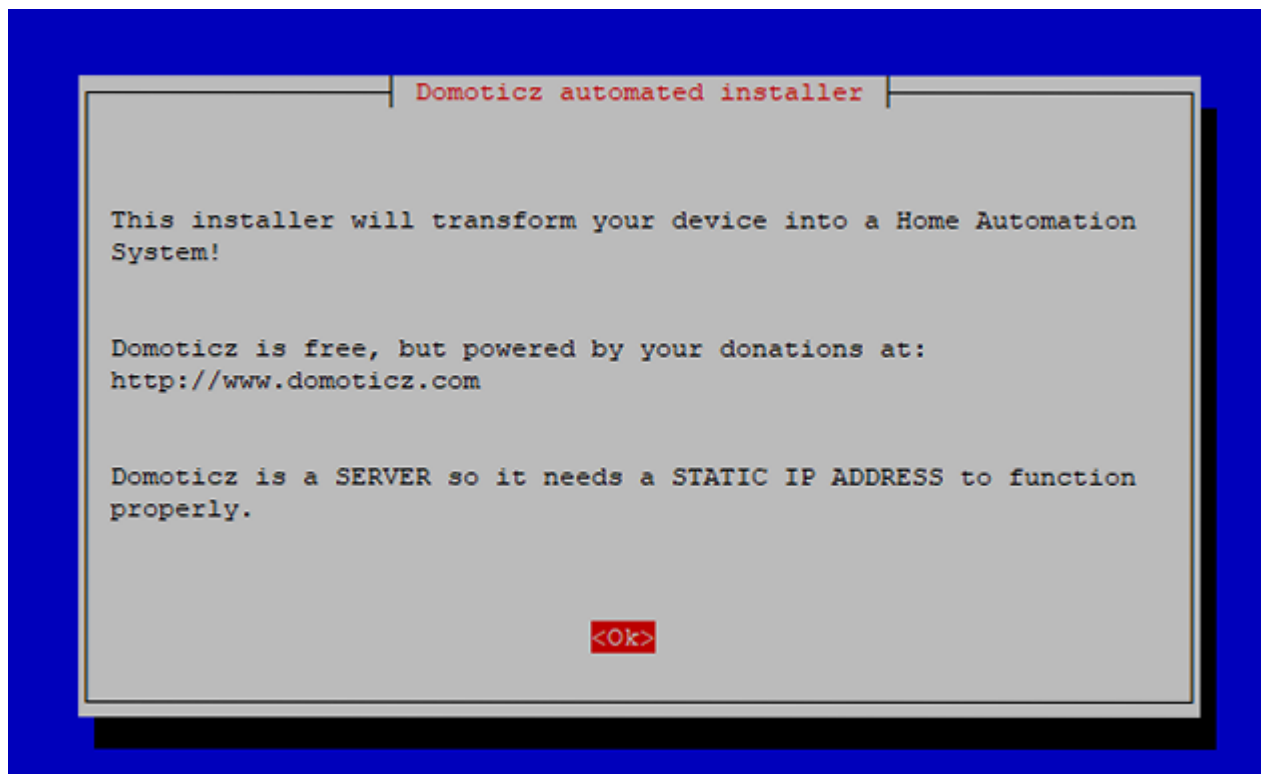 Domoticz automated installer
This installer will transform your device into a Home Automation
System!
Domoticz is free, but powered by your donations at:
http://www.domoticz.com
Domoticz is a SERVER so it needs a STATIC IP ADDRESS to function
properly.
<Ok>